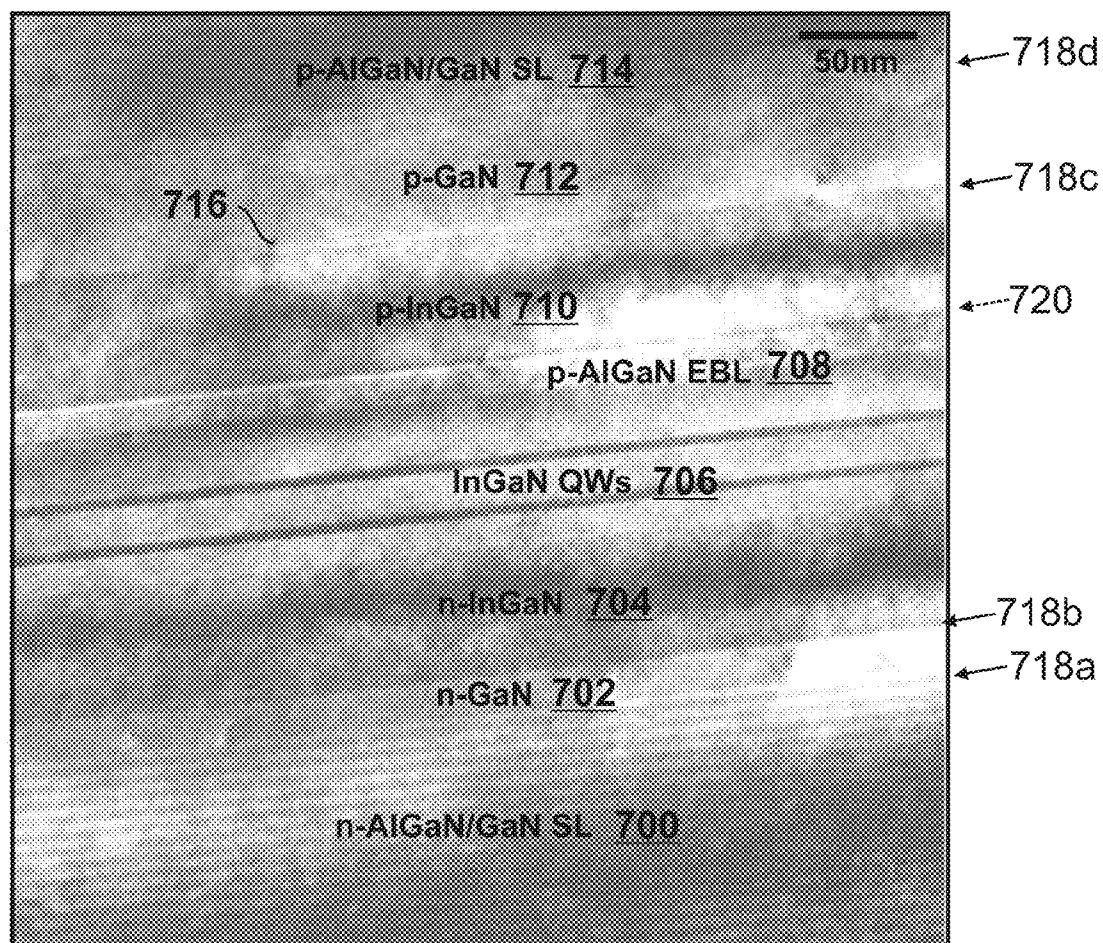 50nm
718d
p-AlGaN/GaN SL 714
p-GaN 712
718c
716
p-InGaN 710
720
p-AlGaN EBL 708
InGaN QWs 706
n-InGaN 704
718b
n-GaN 702
718a
n-AlGaN/GaN SL 700